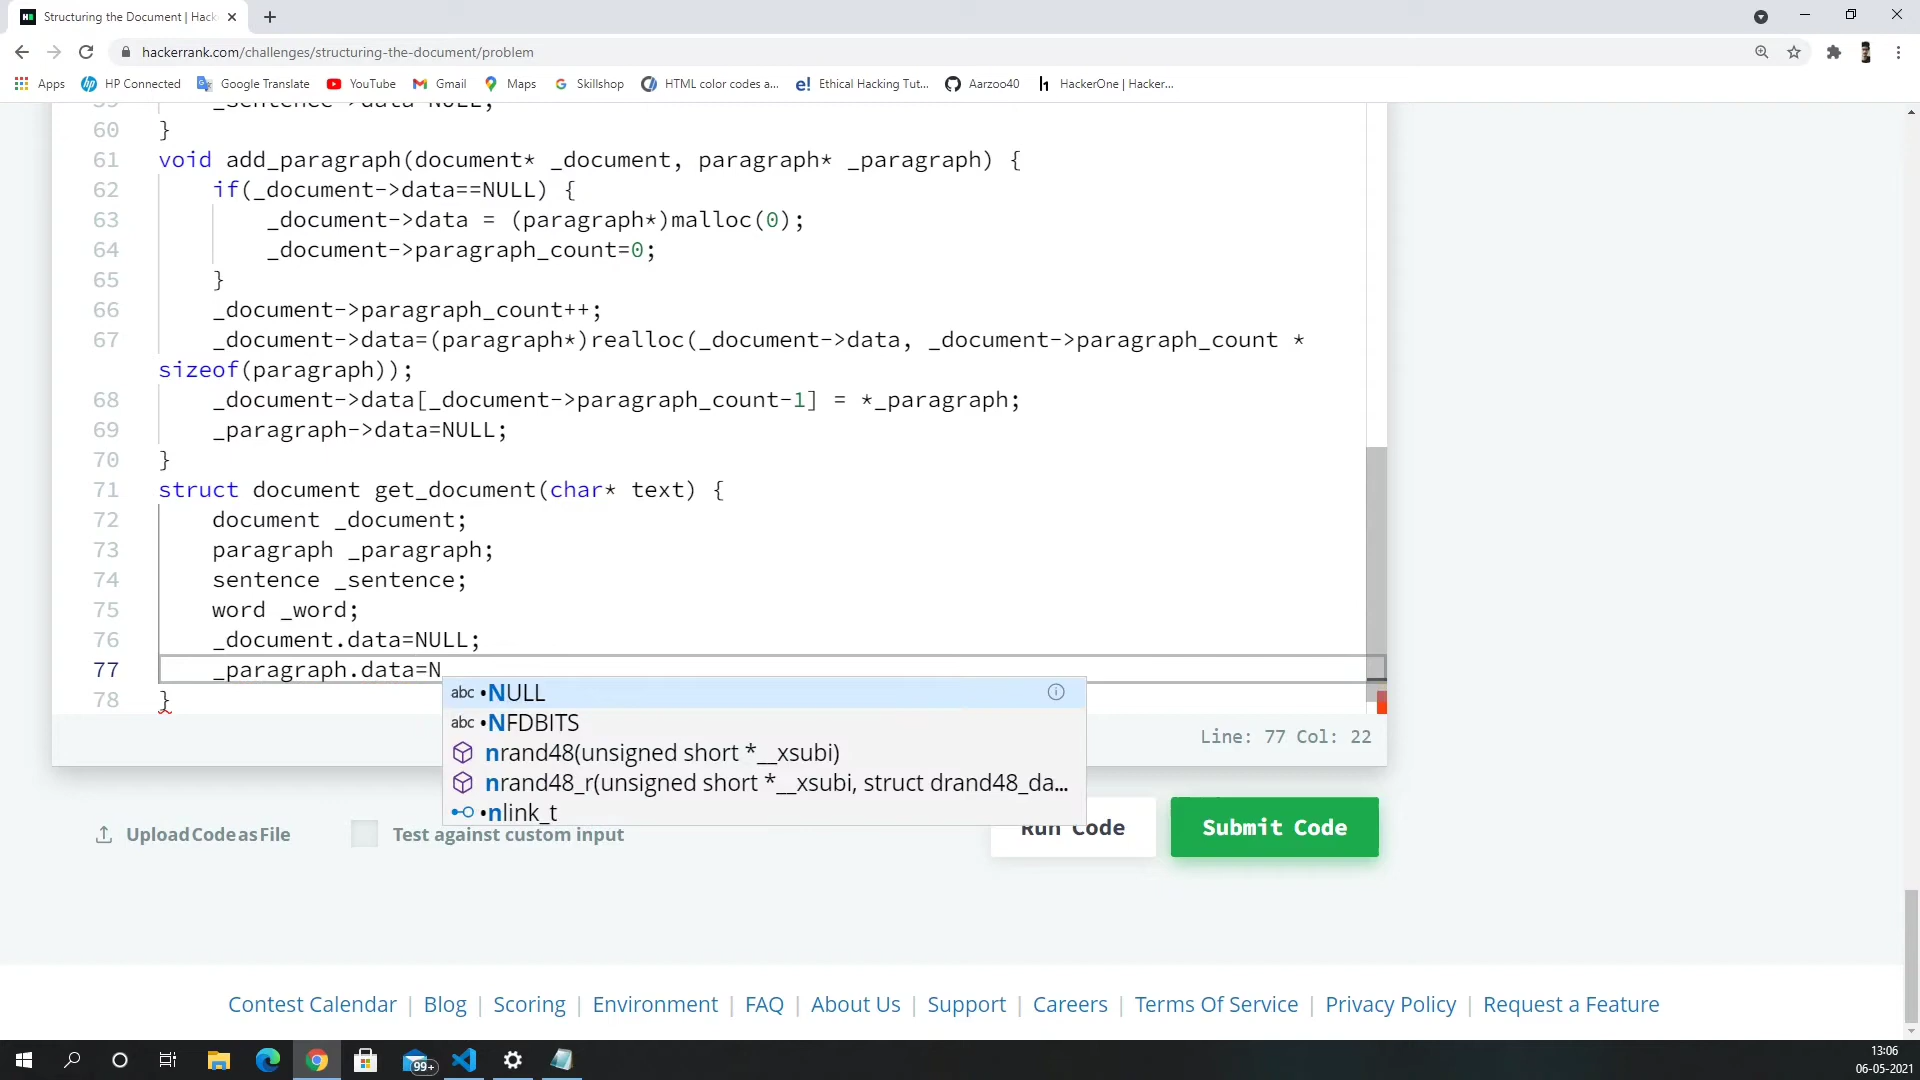 Structuring the Document | Hack
hackerrank.com/challenges/structuring-the-document/problem
Apps HP Connected Google Translate YouTube Gmail Maps Skillshop HTML color codes a... Ethical Hacking Tut... Aarzoo40 HackerOne | Hacker...
60 }
61 void add_paragraph(document* _document, paragraph* _paragraph) {
62 if(_document->data==NULL) {
63 _document->data = (paragraph*)malloc(0);
64 _document->paragraph_count=0;
65 }
66 _document->paragraph_count++;
67 _document->data=(paragraph*)realloc(_document->data, _document->paragraph_count *
sizeof(paragraph));
68 _document->data[_document->paragraph_count-1] = *_paragraph;
69 _paragraph->data=NULL;
70 }
71 struct document get_document(char* text) {
72 document _document;
73 paragraph _paragraph;
74 sentence _sentence;
75 word _word;
76 _document.data=NULL;
77 _paragraph.data=N
78 }
abc •NULL
abc •NFDBITS
nrand48(unsigned short *__xsubi)
nrand48_r(unsigned short *__xsubi, struct drand48_da...
•nlink_t
Line: 77 Col: 22
Upload Code as File
Test against custom input
Run Code
Submit Code
Contest Calendar | Blog | Scoring | Environment | FAQ | About Us | Support | Careers | Terms Of Service | Privacy Policy | Request a Feature
99+
13:06
06-05-2021